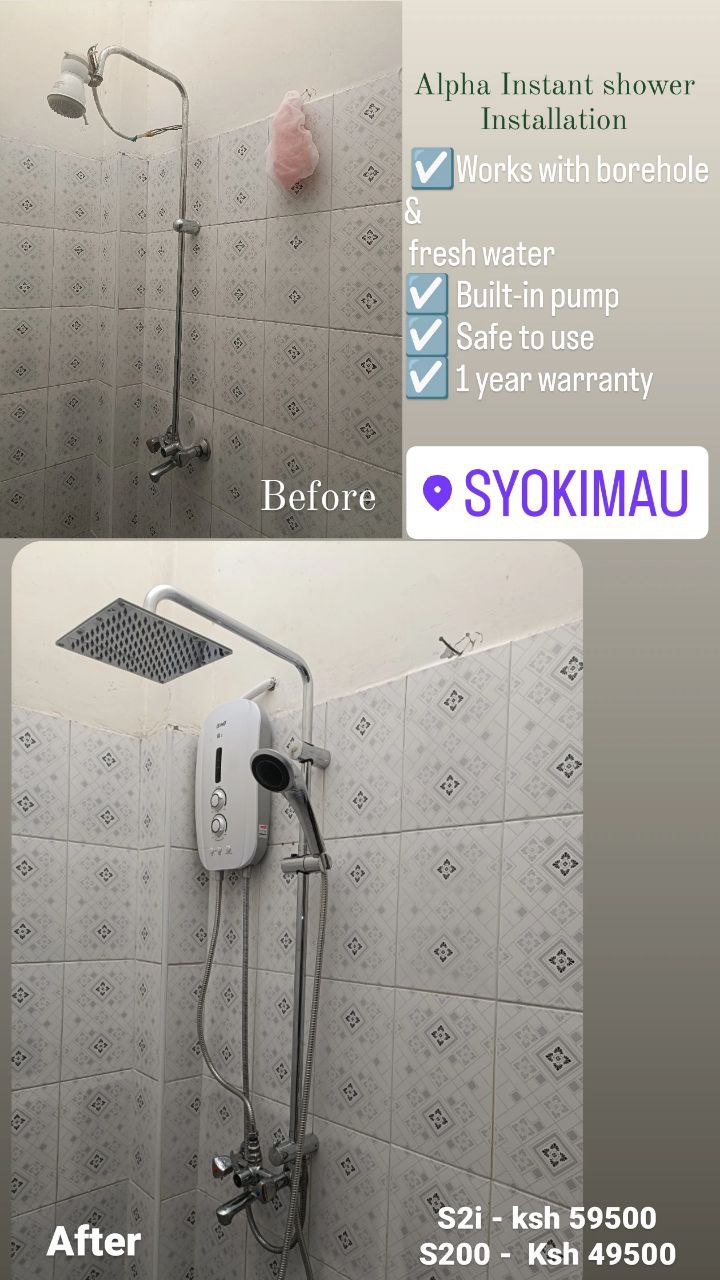 Alpha Instant shower
Installation
☑️Works with borehole
&
fresh water
☑️ Built-in pump
☑️ Safe to use
☑️ 1 year warranty
Before
SYOKIMAU
After
S2i - ksh 59500
S200 - Ksh 49500